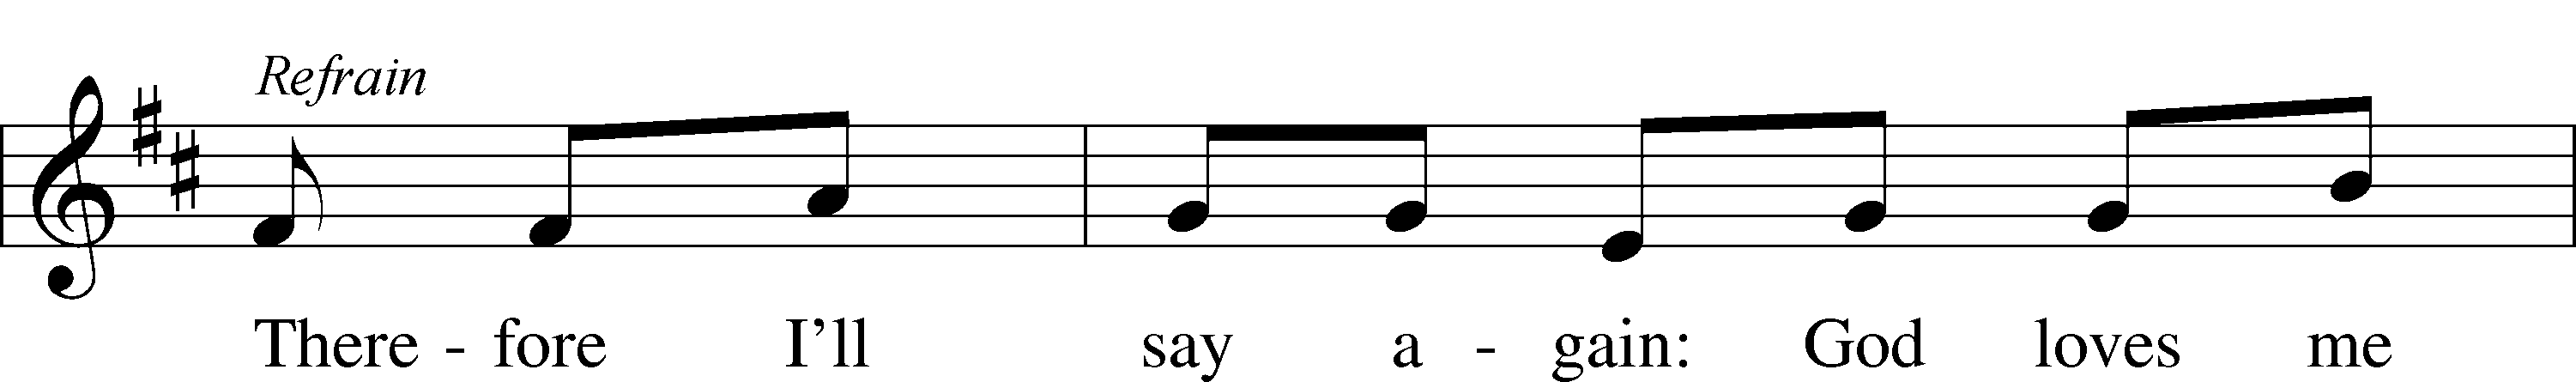 Refrain
There - fore I’ll say a - gain: God loves me